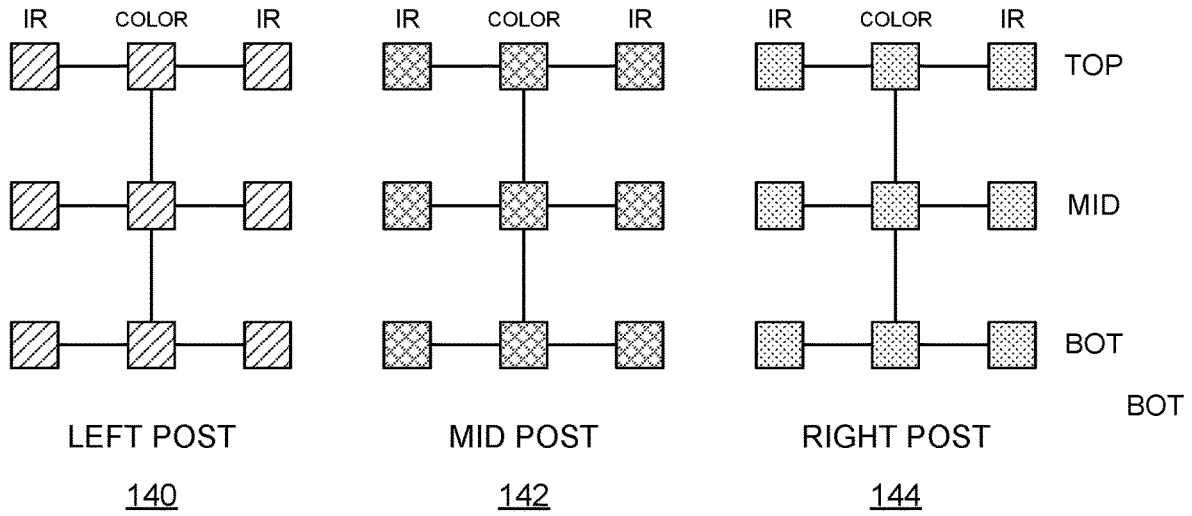 IR COLOR IR IR COLOR IR IR COLOR IR
TOP
MID
BOT
BOT
LEFT POST MID POST RIGHT POST
140 142 144